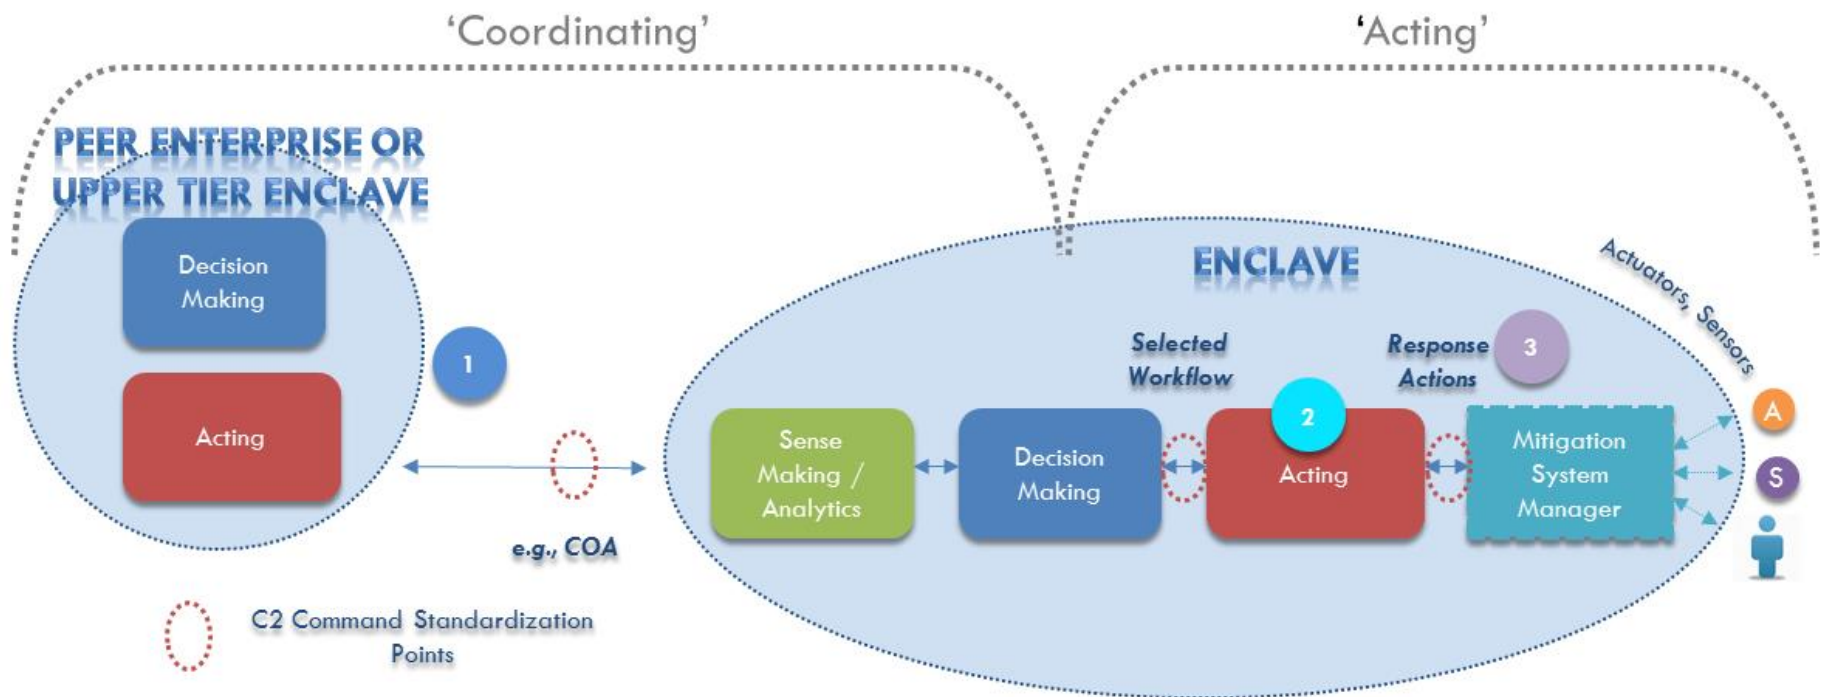 ‘Coordinating’
‘Acting’
PEER ENTERPRISE OR
UPPER TIER ENCLAVE
Decision
Making
Acting
1
e.g., COA
C2 Command Standardization
Points
ENCLAVE
Sense
Making /
Analytics
Decision
Making
Selected
Workflow
2
Acting
Response
Actions
3
Mitigation
System
Manager
Actuators, Sensors
A
S